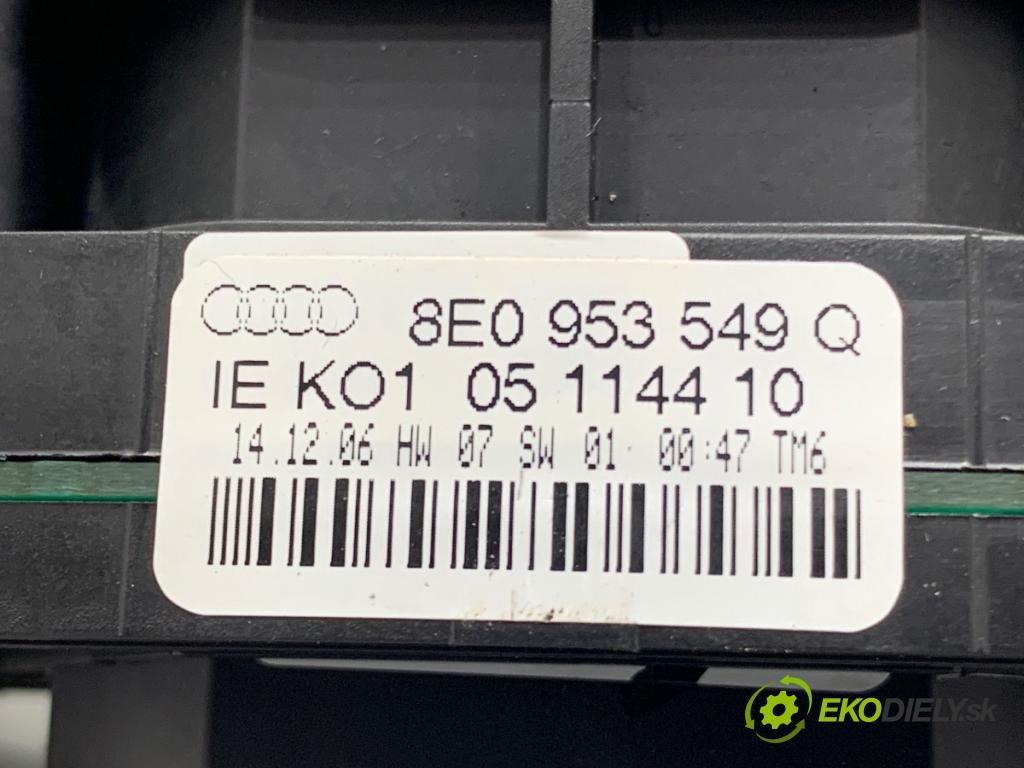 8E0 953 549 Q
IE KO1 05 1144 10
14.12.06 HW 07 SW 01 00:47 TM6
EKODIELY.sk